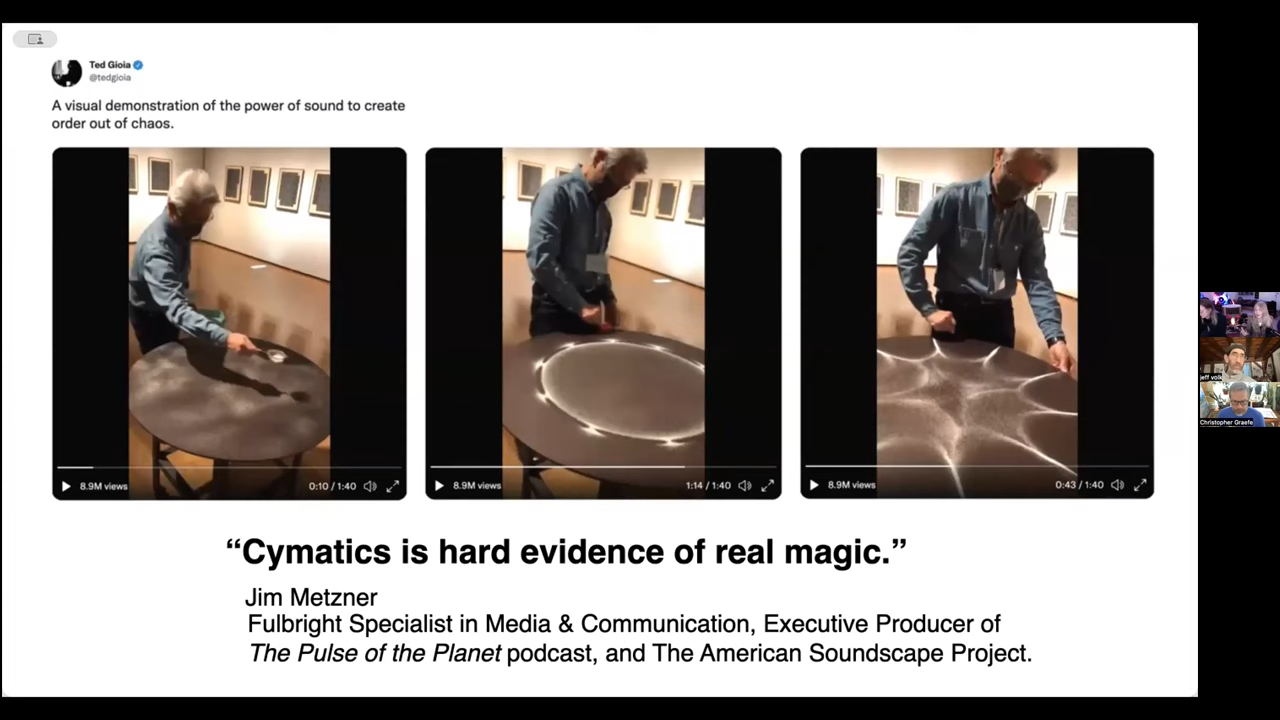 Ted Gioia
@tedgioia
A visual demonstration of the power of sound to create
order out of chaos.
8.9M views 0:10 / 1:40
8.9M views 1:14 / 1:40
8.9M views 0:43 / 1:40
“Cymatics is hard evidence of real magic.”
Jim Metzner
Fulbright Specialist in Media & Communication, Executive Producer of
The Pulse of the Planet podcast, and The American Soundscape Project.
jeff volk
Christopher Graefe